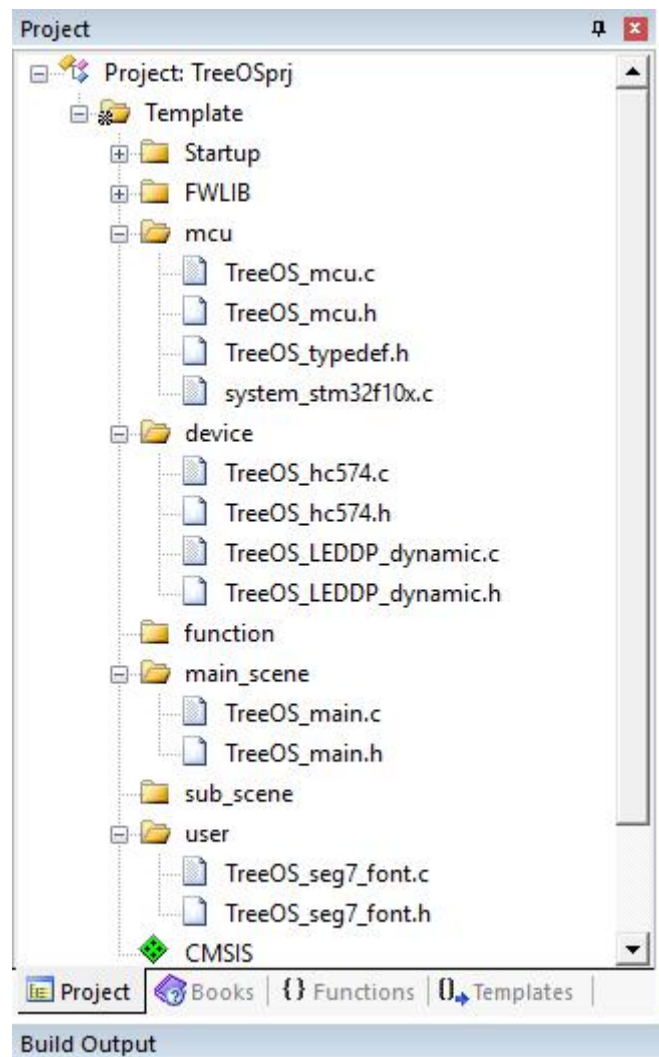 Project
Project: TreeOSprj
Template
Startup
FWLIB
mcu
TreeOS_mcu.c
TreeOS_mcu.h
TreeOS_typedef.h
system_stm32f10x.c
device
TreeOS_hc574.c
TreeOS_hc574.h
TreeOS_LEDDP_dynamic.c
TreeOS_LEDDP_dynamic.h
function
main_scene
TreeOS_main.c
TreeOS_main.h
sub_scene
user
TreeOS_seg7_font.c
TreeOS_seg7_font.h
CMSIS
Project Books {} Functions 0 Templates
Build Output